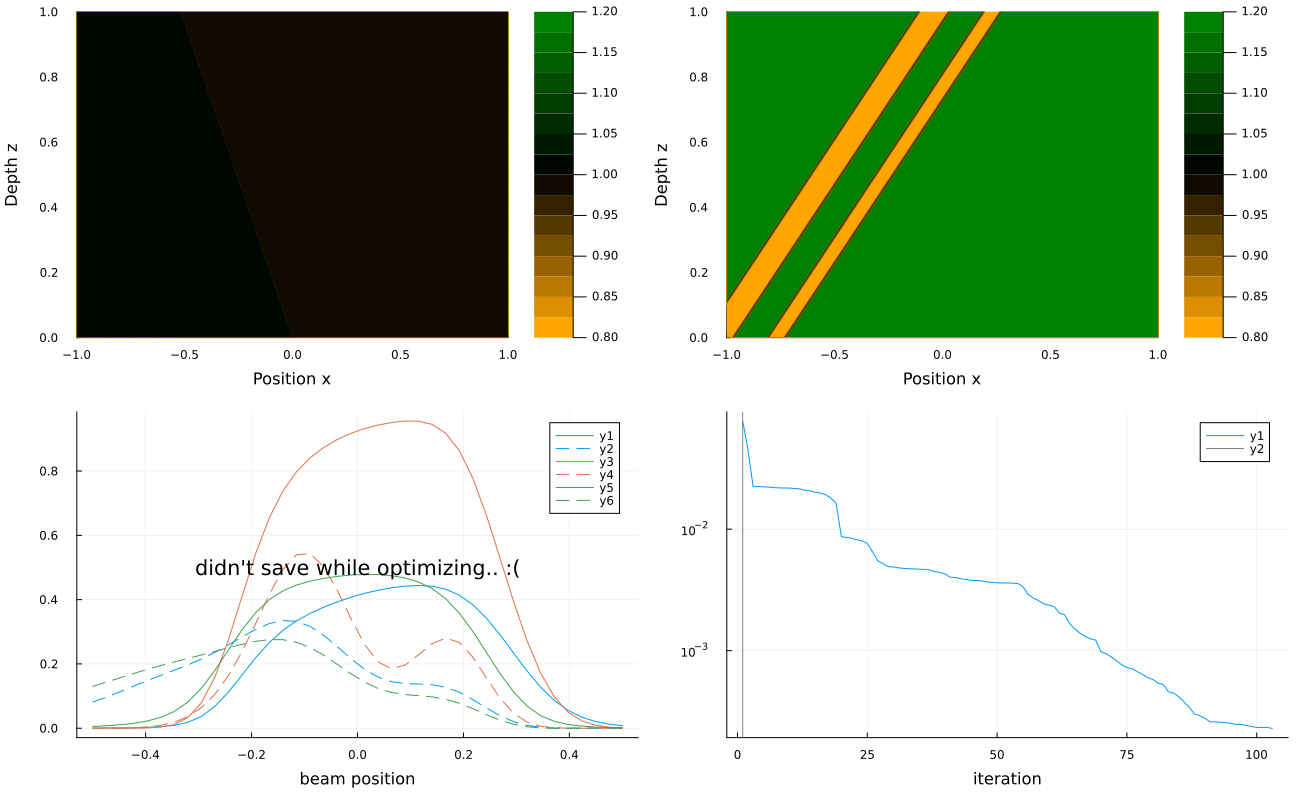 1.0
0.8
0.6
0.4
0.2
0.0
Depth z
−1.0 −0.5 0.0 0.5 1.0
Position x
1.20
1.15
1.10
1.05
1.00
0.95
0.90
0.85
0.80
1.0
0.8
0.6
0.4
0.2
0.0
Depth z
−1.0 −0.5 0.0 0.5 1.0
Position x
1.20
1.15
1.10
1.05
1.00
0.95
0.90
0.85
0.80
0.8
0.6
0.4
0.2
0.0
y1
y2
y3
y4
y5
y6
didn't save while optimizing.. :(
−0.4 −0.2 0.0 0.2 0.4
beam position
10⁻²
10⁻³
y1
y2
0 25 50 75 100
iteration